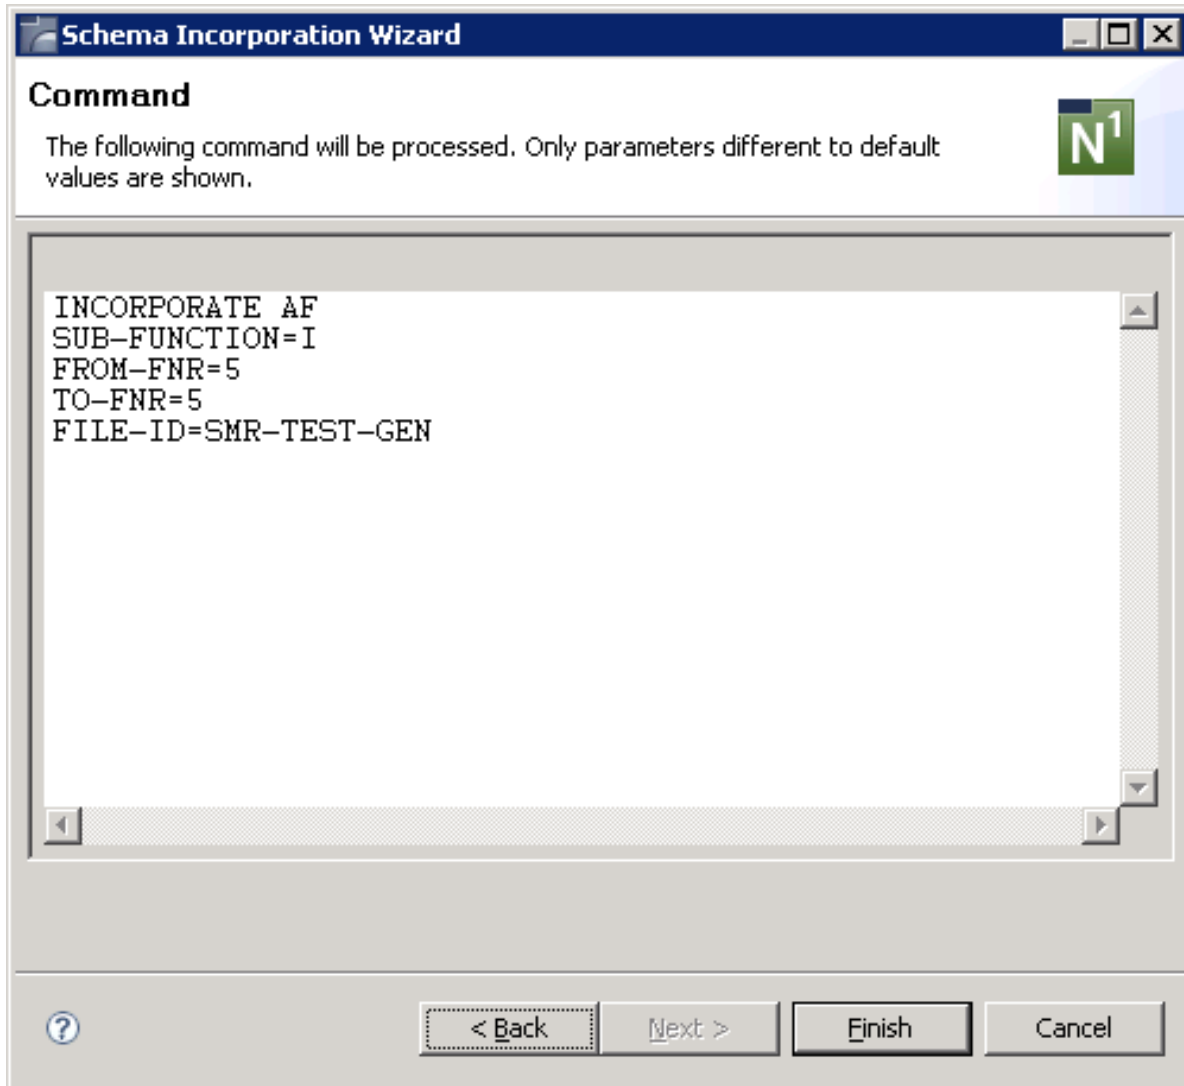 Schema Incorporation Wizard
Command
The following command will be processed. Only parameters different to default
values are shown.
N1
INCORPORATE AF
SUB-FUNCTION=I
FROM-FNR=5
TO-FNR=5
FILE-ID=SMR-TEST-GEN
?
< Back
Next >
Finish
Cancel